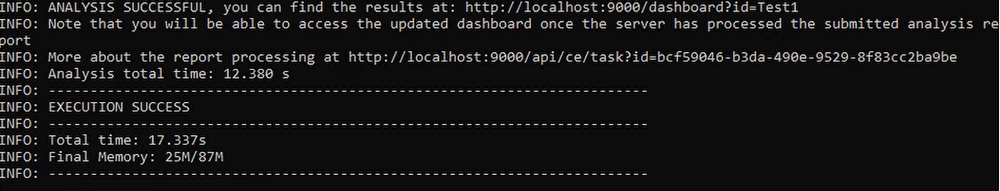 INFO: ANALYSIS SUCCESSFUL, you can find the results at: http://localhost:9000/dashboard?id=Test1
INFO: Note that you will be able to access the updated dashboard once the server has processed the submitted analysis re
port
INFO: More about the report processing at http://localhost:9000/api/ce/task?id=bcf59046-b3da-490e-9529-8f83cc2ba9be
INFO: Analysis total time: 12.380 s
INFO: ------------------------------------------------------------------------
INFO: EXECUTION SUCCESS
INFO: ------------------------------------------------------------------------
INFO: Total time: 17.337s
INFO: Final Memory: 25M/87M
INFO: ------------------------------------------------------------------------